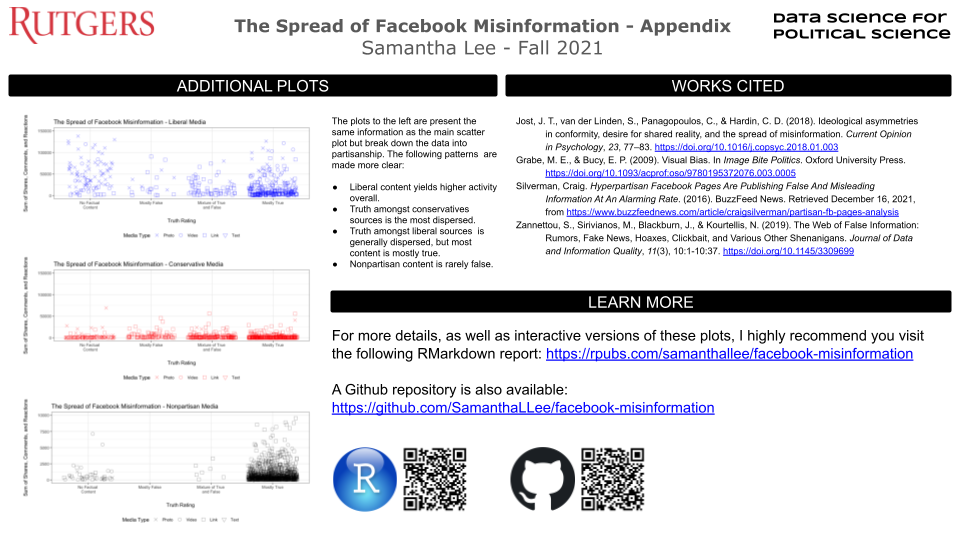 RUTGERS
The Spread of Facebook Misinformation - Appendix
Samantha Lee - Fall 2021
DATA SCIENCE FOR
POLITICAL SCIENCE
ADDITIONAL PLOTS
The Spread of Facebook Misinformation - Liberal Media
Sum of Shares, Comments, and Reactions
No Factual
Content
Mostly False
Mixture of True
and False
Mostly True
Truth Rating
Media Type Photo Video Link Text
The Spread of Facebook Misinformation - Conservative Media
Sum of Shares, Comments, and Reactions
No Factual
Content
Mostly False
Mixture of True
and False
Mostly True
Truth Rating
Media Type Photo Video Link Text
The Spread of Facebook Misinformation - Nonpartisan Media
Sum of Shares, Comments, and Reactions
No Factual
Content
Mostly False
Mixture of True
and False
Mostly True
Truth Rating
Media Type Photo Video Link Text
The plots to the left are present the
same information as the main scatter
plot but break down the data into
partisanship. The following patterns are
made more clear:
● Liberal content yields higher activity
overall.
● Truth amongst conservatives
sources is the most dispersed.
● Truth amongst liberal sources is
generally dispersed, but most
content is mostly true.
● Nonpartisan content is rarely false.
WORKS CITED
Jost, J. T., van der Linden, S., Panagopoulos, C., & Hardin, C. D. (2018). Ideological asymmetries
in conformity, desire for shared reality, and the spread of misinformation. Current Opinion
in Psychology, 23, 77–83. https://doi.org/10.1016/j.copsyc.2018.01.003
Grabe, M. E., & Bucy, E. P. (2009). Visual Bias. In Image Bite Politics. Oxford University Press.
https://doi.org/10.1093/acprof:oso/9780195372076.003.0005
Silverman, Craig. Hyperpartisan Facebook Pages Are Publishing False And Misleading
Information At An Alarming Rate. (2016). BuzzFeed News. Retrieved December 16, 2021,
from https://www.buzzfeednews.com/article/craigsilverman/partisan-fb-pages-analysis
Zannettou, S., Sirivianos, M., Blackburn, J., & Kourtellis, N. (2019). The Web of False Information:
Rumors, Fake News, Hoaxes, Clickbait, and Various Other Shenanigans. Journal of Data
and Information Quality, 11(3), 10:1-10:37. https://doi.org/10.1145/3309699
LEARN MORE
For more details, as well as interactive versions of these plots, I highly recommend you visit
the following RMarkdown report: https://rpubs.com/samanthallee/facebook-misinformation
A Github repository is also available:
https://github.com/SamanthaLLee/facebook-misinformation
R